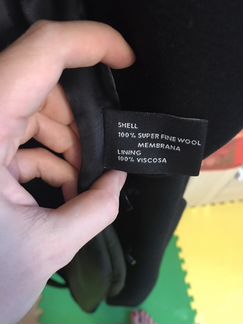 SHELL
100% SUPER FINE WOOL
MEMBRANA
LINING
100% VISCOSA